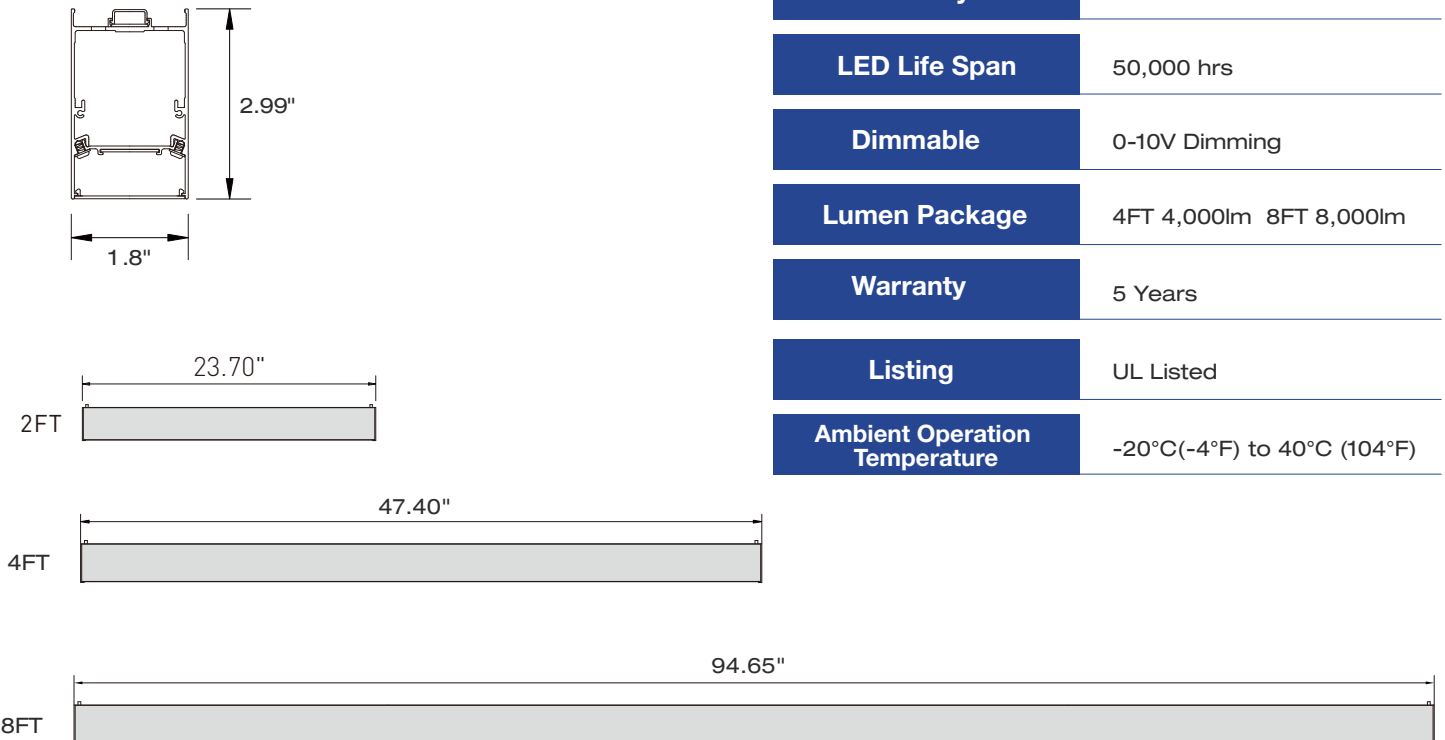 2.99"
1.8"
LED Life Span
50,000 hrs
Dimmable
0-10V Dimming
Lumen Package
4FT 4,000lm 8FT 8,000lm
Warranty
5 Years
Listing
UL Listed
Ambient Operation
Temperature
-20°C(-4°F) to 40°C (104°F)
23.70"
2FT
47.40"
4FT
94.65"
8FT